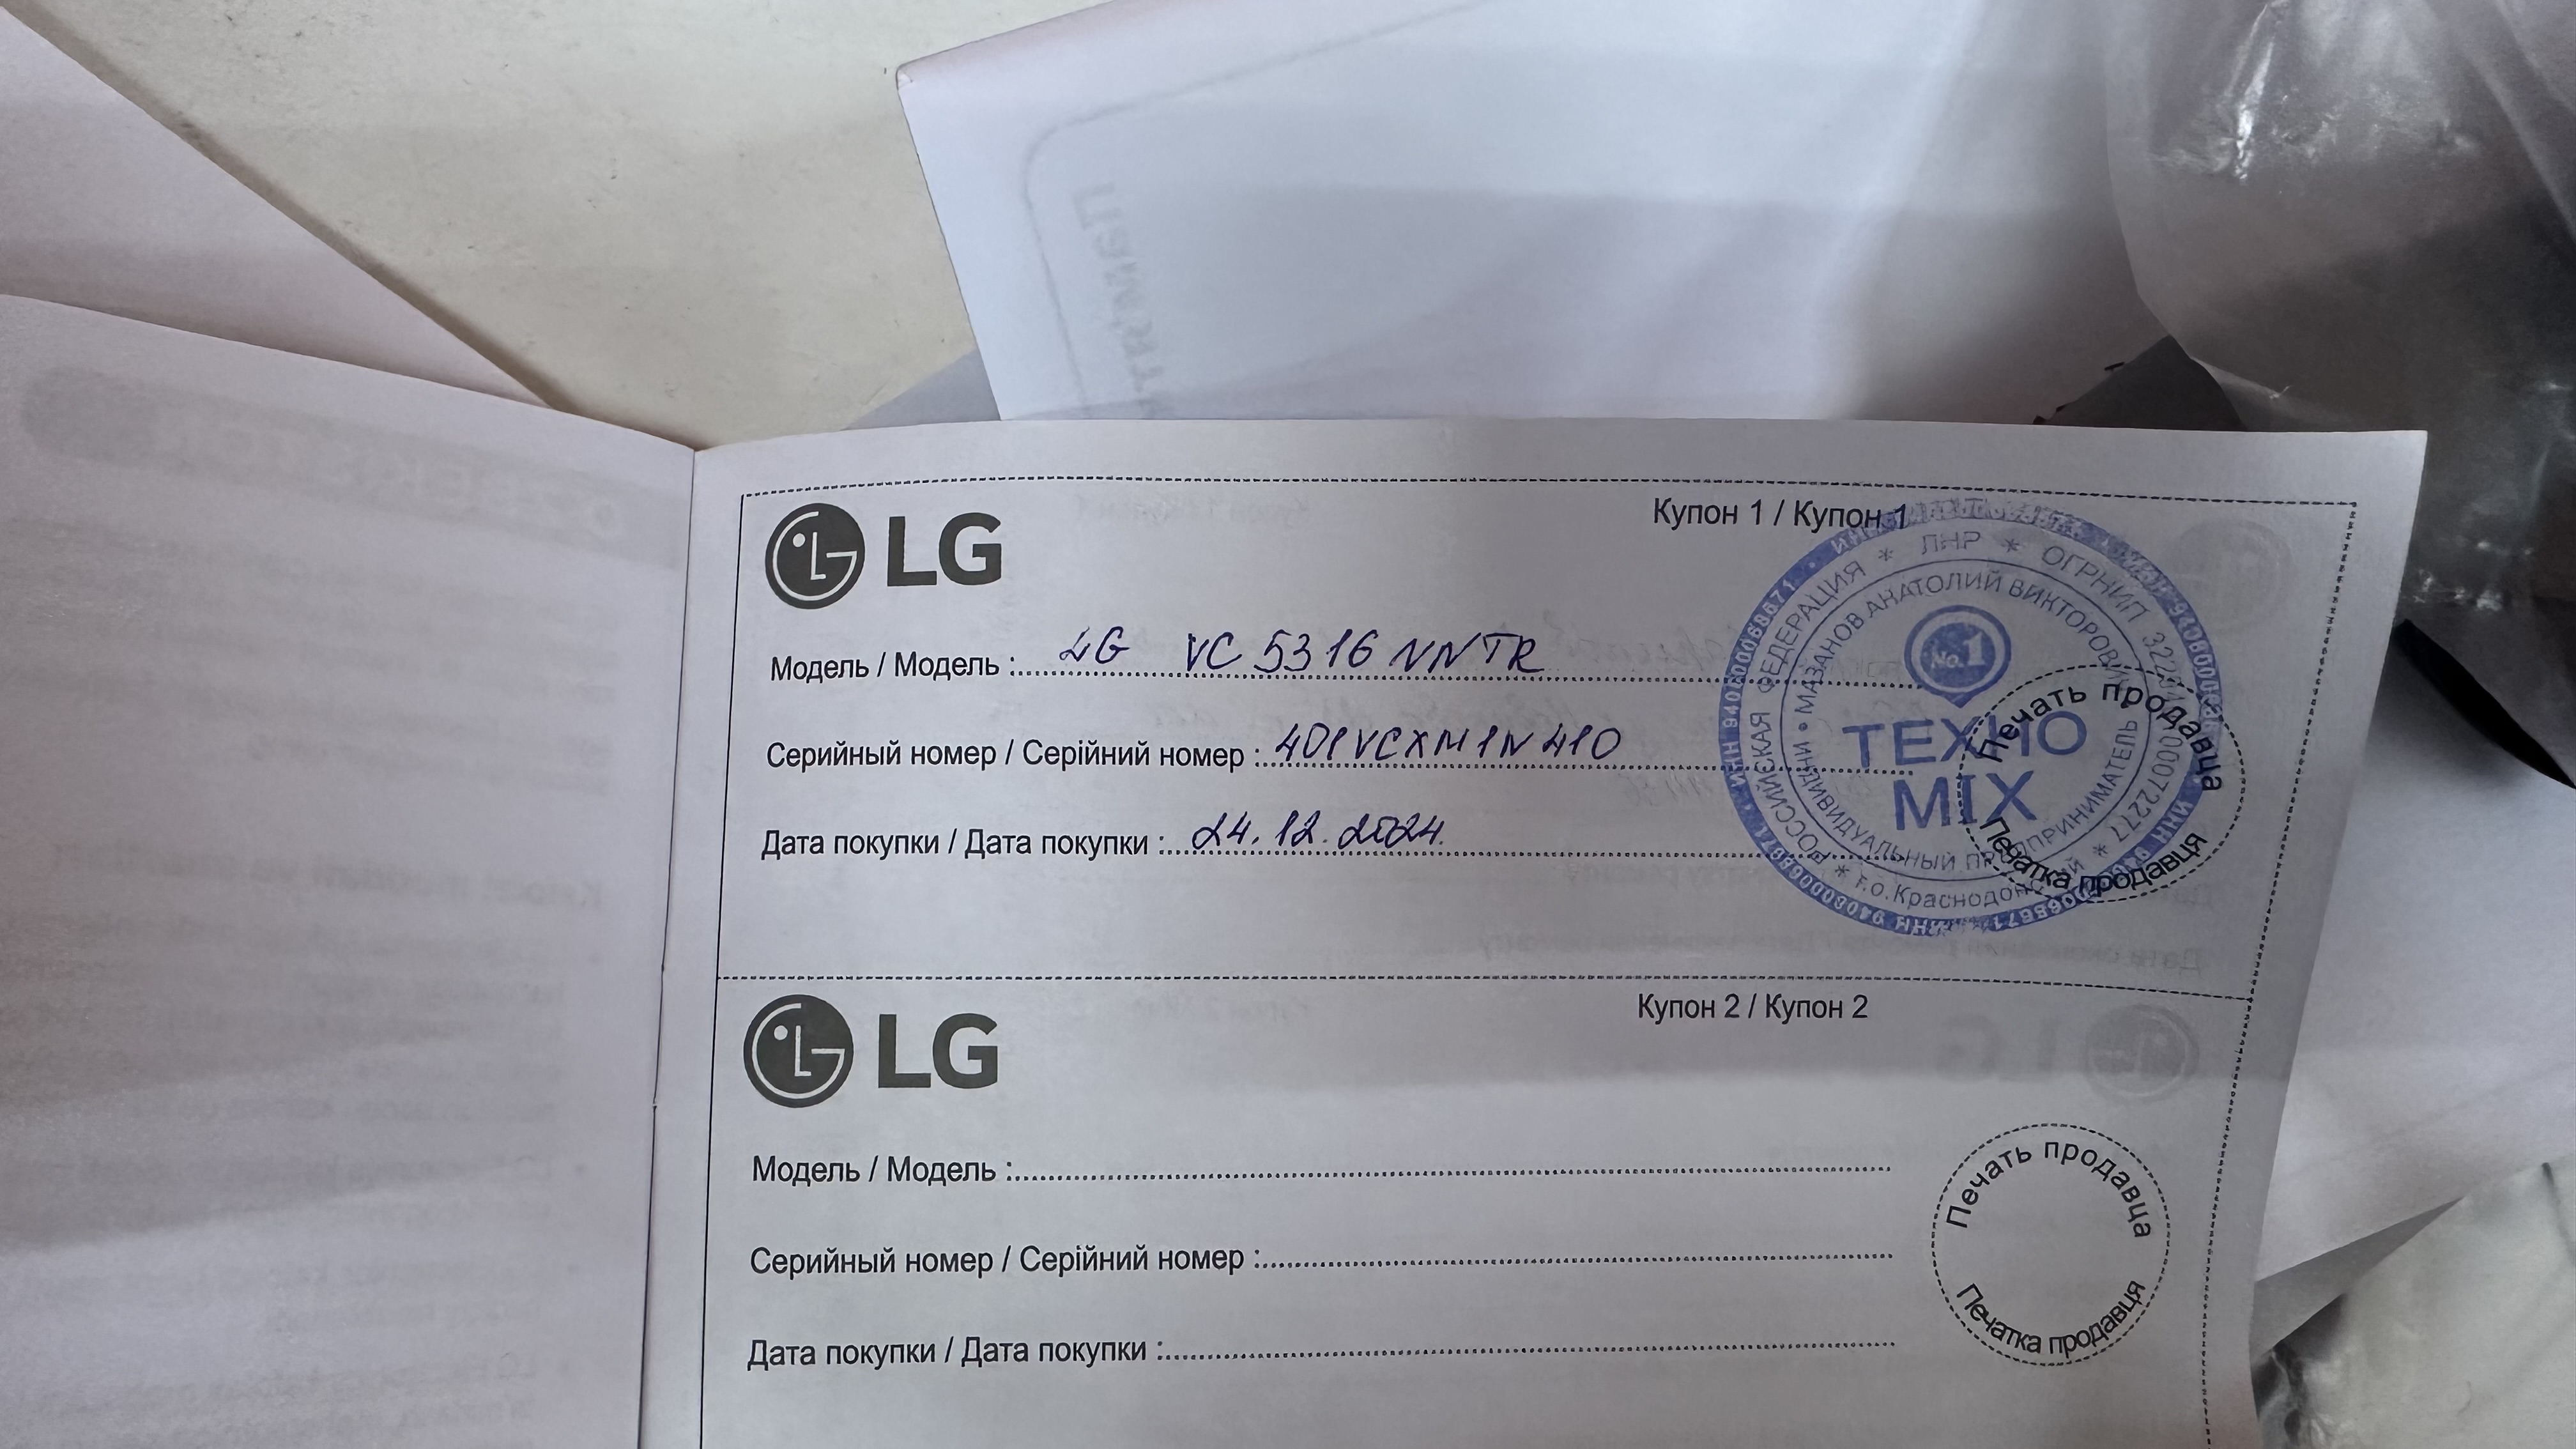 LG
Купон 1 / Купон 1
Модель / Модель : LG VC 5316 NNTR
Серийный номер / Серійний номер : 401VCXM1N410
Дата покупки / Дата покупки : 24.12.2024.
РОССИЙСКАЯ ФЕДЕРАЦИЯ * ЛНР * ОГРНИП
* г.о.Краснодонский *
• МАЗАНОВ АНАТОЛИЙ ВИКТОРОВИЧ •
ИНДИВИДУАЛЬНЫЙ ПРЕДПРИНИМАТЕЛЬ
No.1
ТЕХНО
MIX
Печать продавца
Печатка продавця
LG
Купон 2 / Купон 2
Модель / Модель :
Серийный номер / Серійний номер :
Дата покупки / Дата покупки :
Печать продавца
Печатка продавця